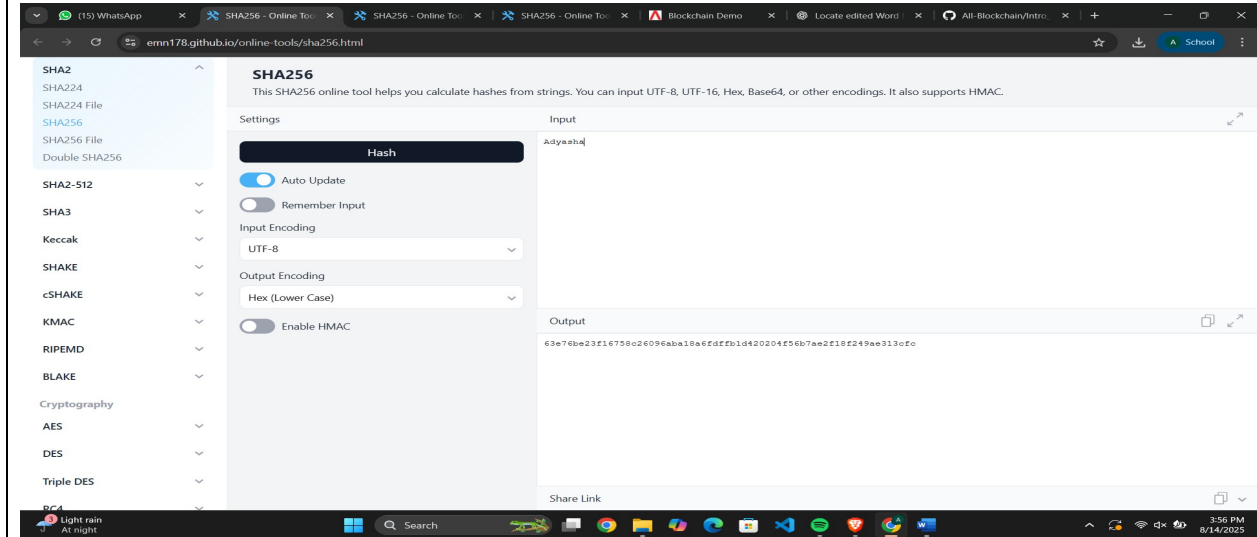 (15) WhatsApp
SHA256 - Online Too
SHA256 - Online Too
SHA256 - Online Too
Blockchain Demo
Locate edited Word
All-Blockchain/Intro_
emn178.github.io/online-tools/sha256.html
A School
SHA2
SHA224
SHA224 File
SHA256
SHA256 File
Double SHA256
SHA2-512
SHA3
Keccak
SHAKE
cSHAKE
KMAC
RIPEMD
BLAKE
Cryptography
AES
DES
Triple DES
RC4
SHA256
This SHA256 online tool helps you calculate hashes from strings. You can input UTF-8, UTF-16, Hex, Base64, or other encodings. It also supports HMAC.
Settings
Hash
Auto Update
Remember Input
Input Encoding
UTF-8
Output Encoding
Hex (Lower Case)
Enable HMAC
Input
Adyasha
Output
63e76be23f16758c26096aba18a6fdffb1d420204f56b7ae2f18f249ae313cfc
Share Link
3
Light rain
At night
Search
3:56 PM
8/14/2025